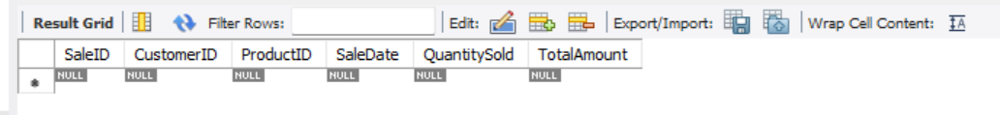 Result Grid Filter Rows: Edit: Export/Import: Wrap Cell Content: IA
SaleID CustomerID ProductID SaleDate QuantitySold TotalAmount
NULL NULL NULL NULL NULL NULL